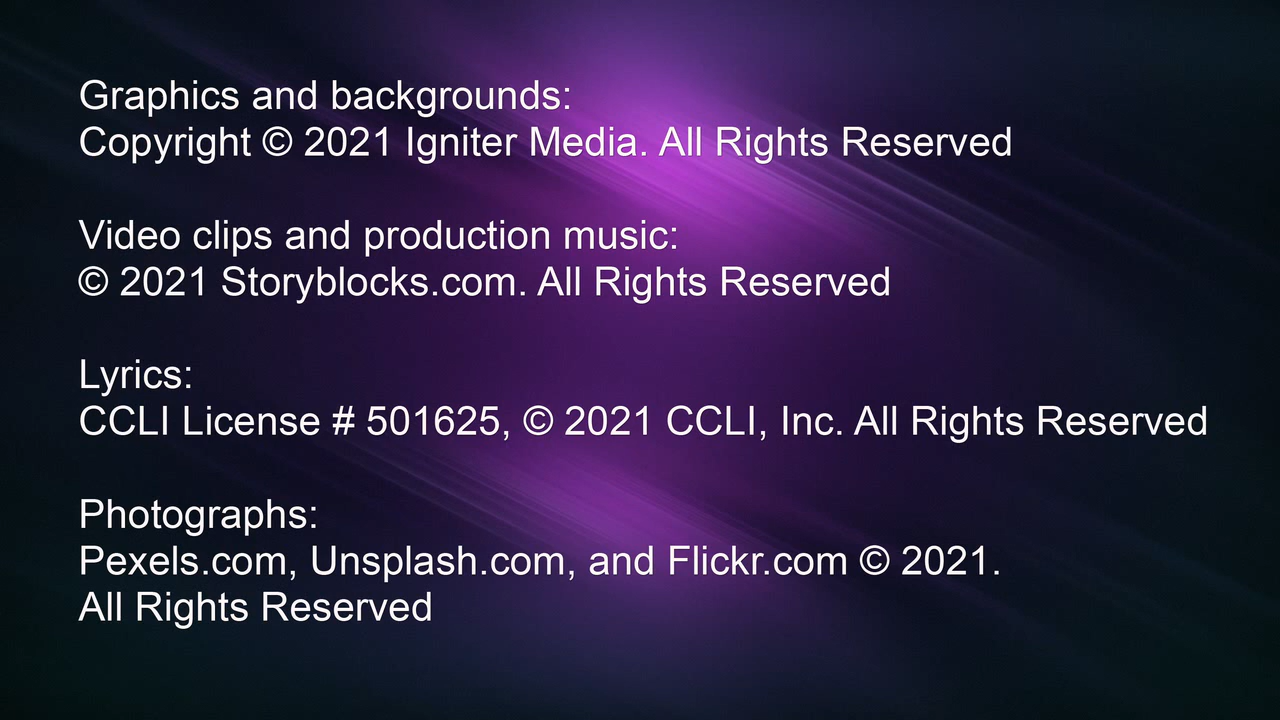 Graphics and backgrounds:
Copyright © 2021 Igniter Media. All Rights Reserved
Video clips and production music:
© 2021 Storyblocks.com. All Rights Reserved
Lyrics:
CCLI License # 501625, © 2021 CCLI, Inc. All Rights Reserved
Photographs:
Pexels.com, Unsplash.com, and Flickr.com © 2021.
All Rights Reserved